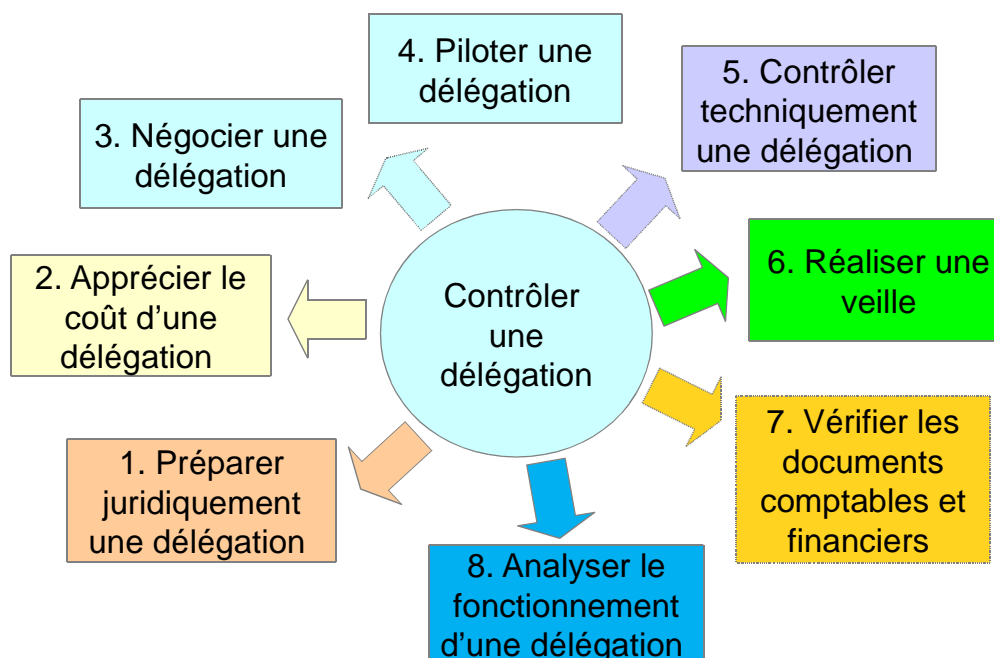 4. Piloter une
délégation
5. Contrôler
techniquement
une délégation
3. Négocier une
délégation
6. Réaliser une
veille
2. Apprécier le
coût d’une
délégation
Contrôler
une
délégation
7. Vérifier les
documents
comptables et
financiers
1. Préparer
juridiquement
une délégation
8. Analyser le
fonctionnement
d’une délégation